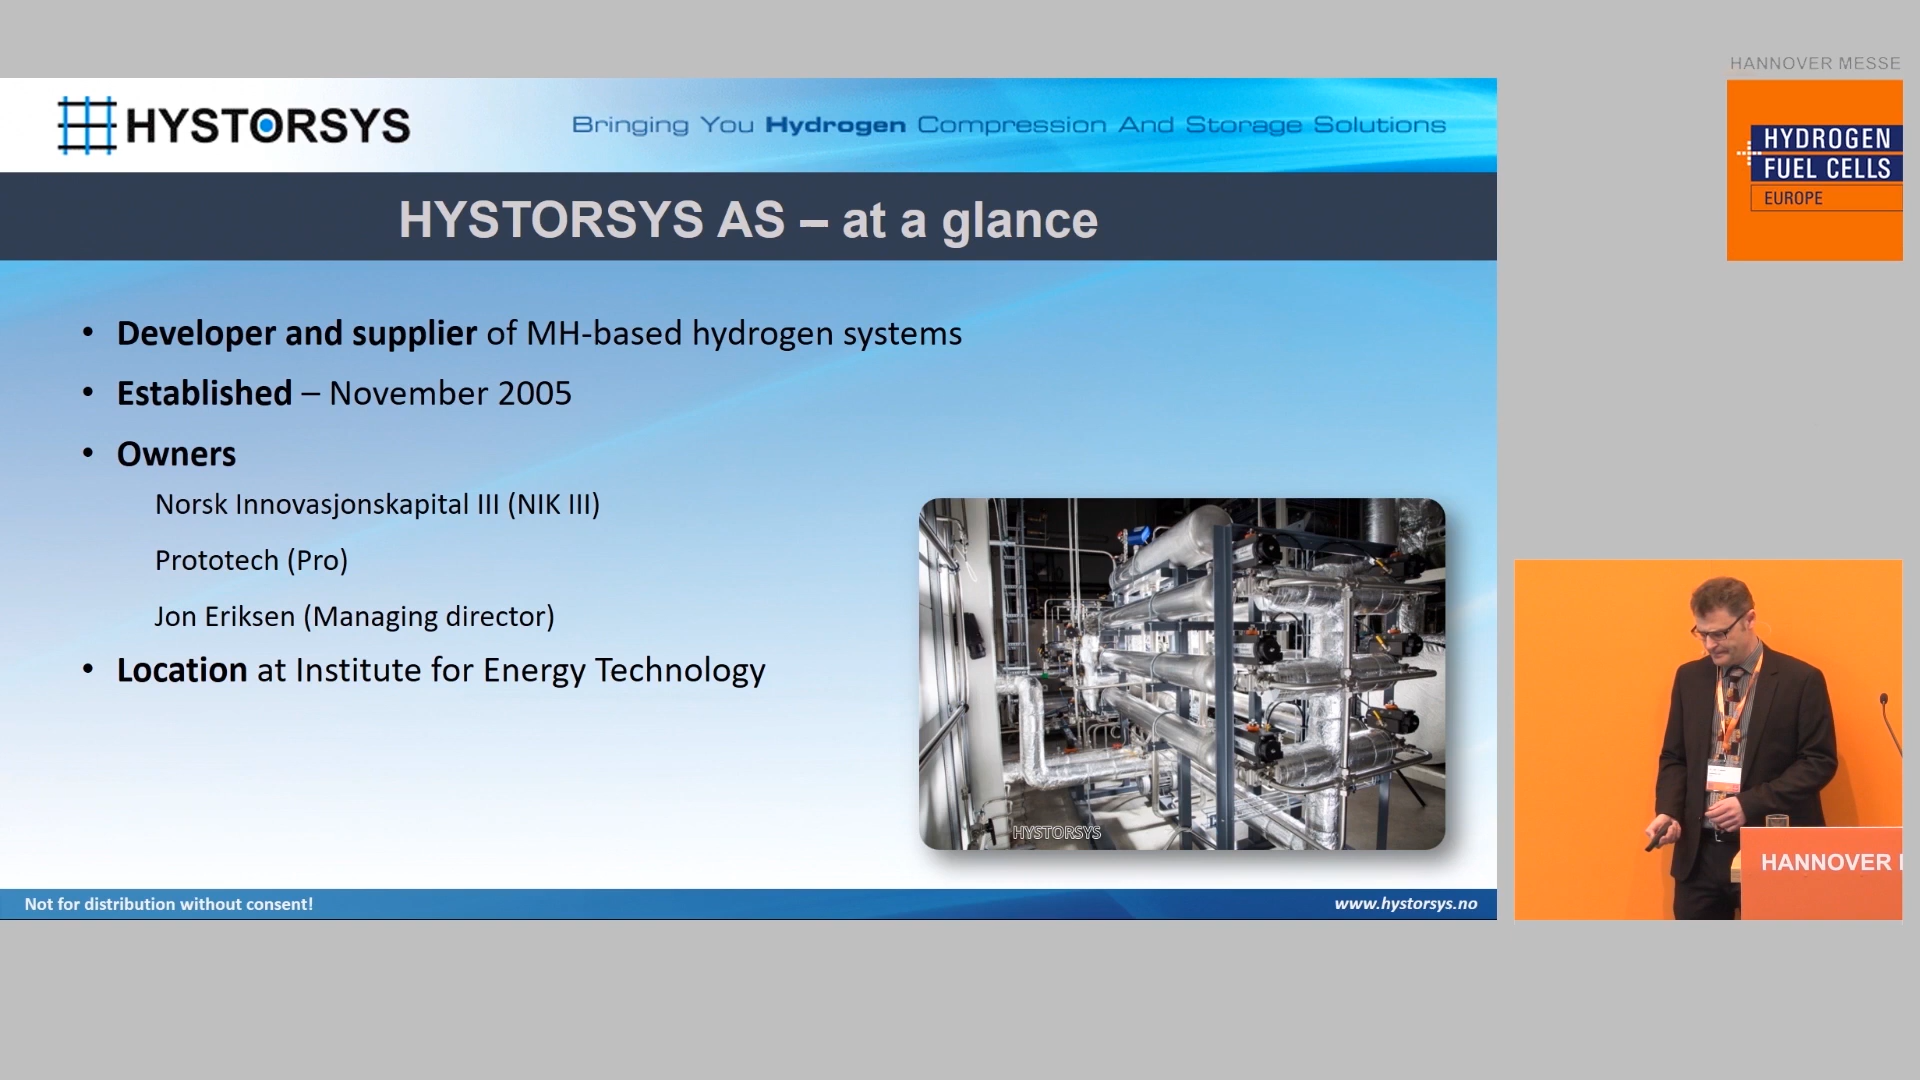 HANNOVER MESSE
HYDROGEN
FUEL CELLS
EUROPE
HYSTORSYS
Bringing You Hydrogen Compression And Storage Solutions
HYSTORSYS AS – at a glance
• Developer and supplier of MH-based hydrogen systems
• Established – November 2005
• Owners
Norsk Innovasjonskapital III (NIK III)
Prototech (Pro)
Jon Eriksen (Managing director)
• Location at Institute for Energy Technology
HYSTORSYS
HANNOVER
Not for distribution without consent!
www.hystorsys.no